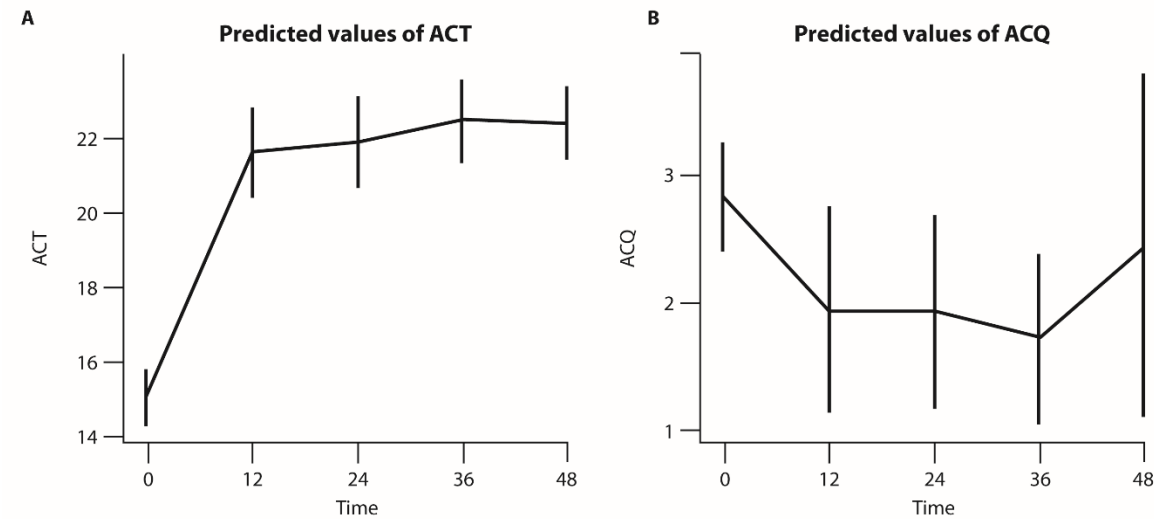 A
Predicted values of ACT
ACT
22
20
18
16
14
0 12 24 36 48
Time
B
Predicted values of ACQ
ACQ
3
2
1
0 12 24 36 48
Time